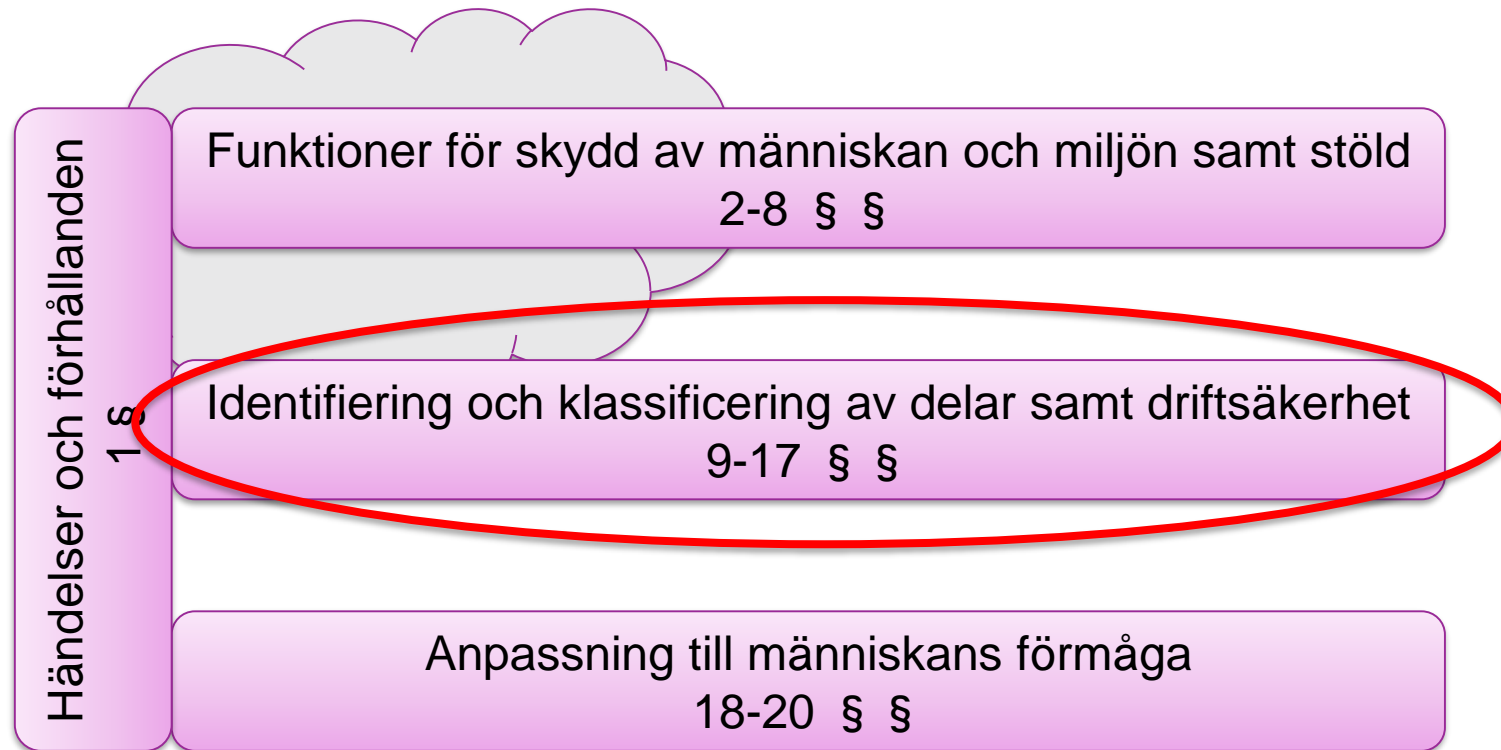 Händelser och förhållanden
1 §
Funktioner för skydd av människan och miljön samt stöld
2-8 § §
Identifiering och klassificering av delar samt driftsäkerhet
9-17 § §
Anpassning till människans förmåga
18-20 § §